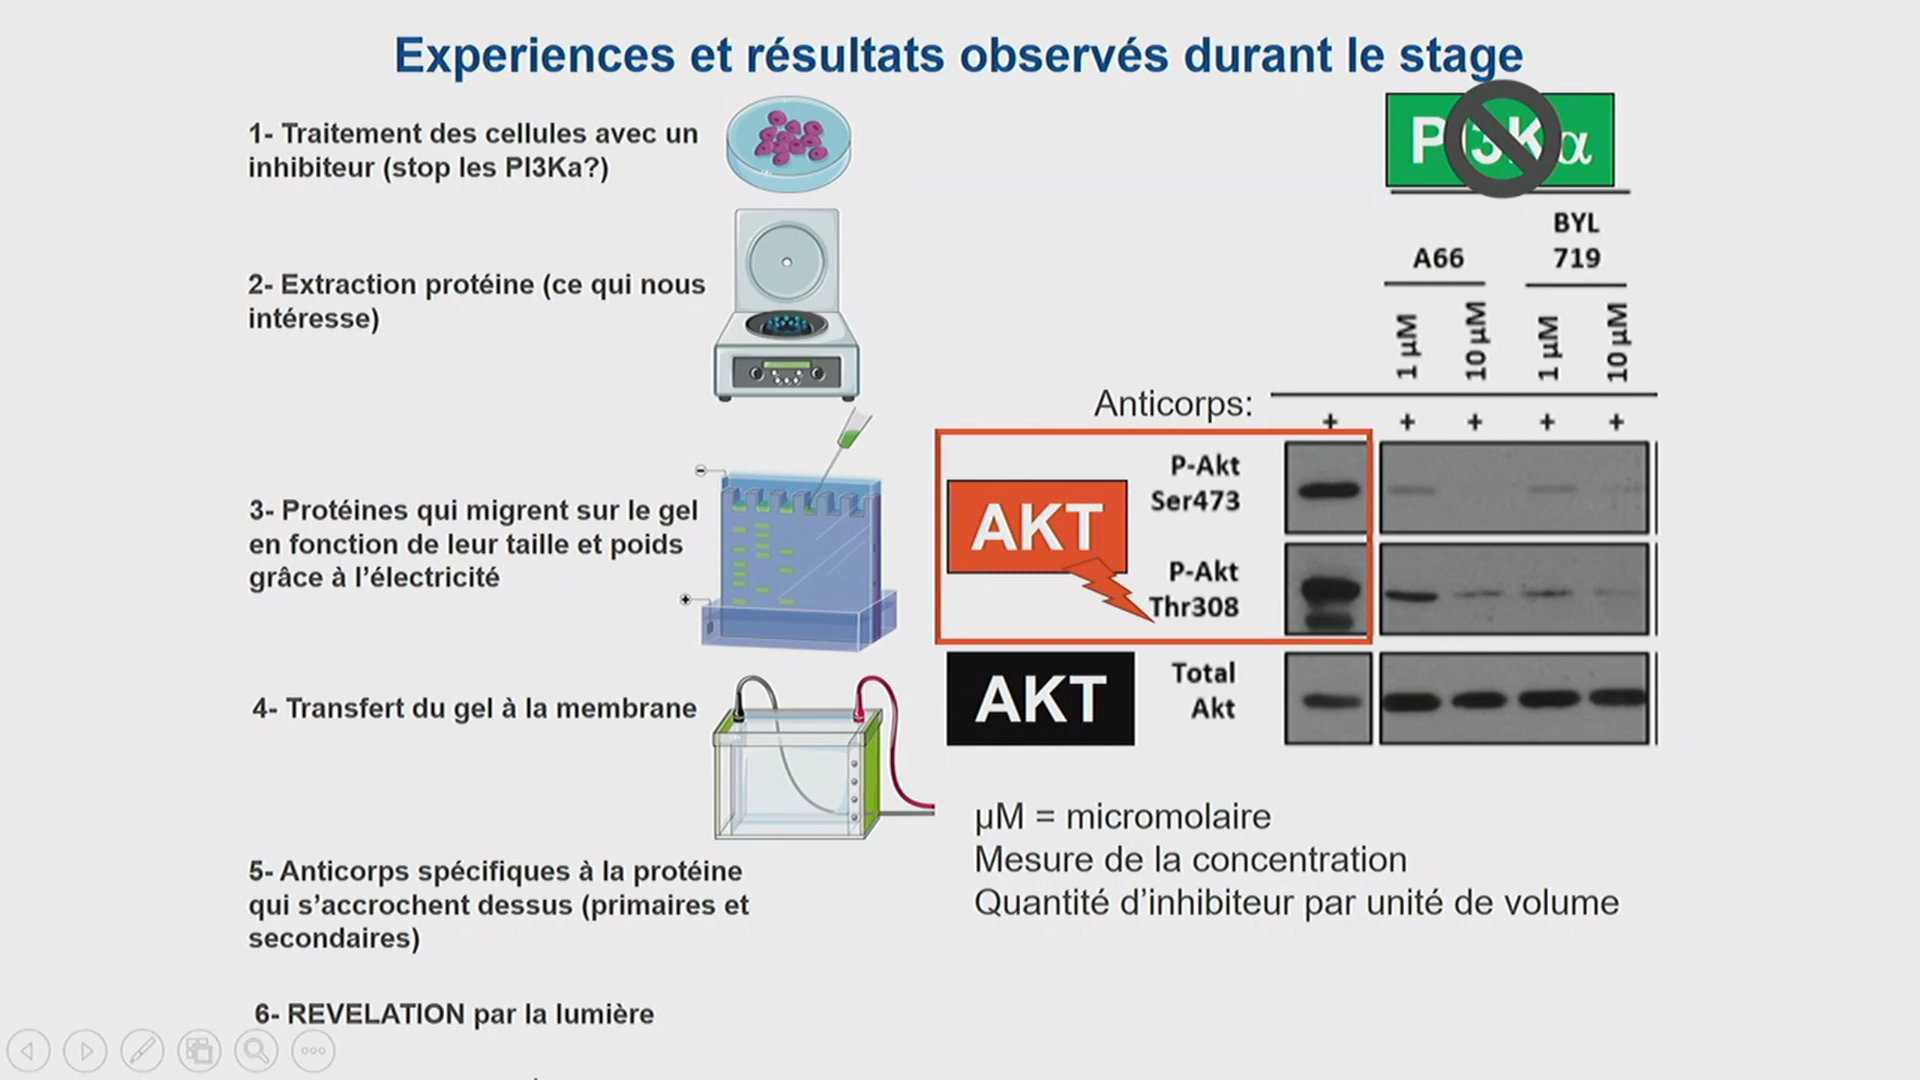 Experiences et résultats observés durant le stage
1- Traitement des cellules avec un
inhibiteur (stop les PI3Ka?)
2- Extraction protéine (ce qui nous
intéresse)
3- Protéines qui migrent sur le gel
en fonction de leur taille et poids
grâce à l’électricité
4- Transfert du gel à la membrane
5- Anticorps spécifiques à la protéine
qui s’accrochent dessus (primaires et
secondaires)
6- REVELATION par la lumière
PI3Kα
BYL
A66 719
1 µM 10 µM 1 µM 10 µM
Anticorps:
+ + + + +
P-Akt
Ser473
AKT
P-Akt
Thr308
AKT
Total
Akt
µM = micromolaire
Mesure de la concentration
Quantité d’inhibiteur par unité de volume